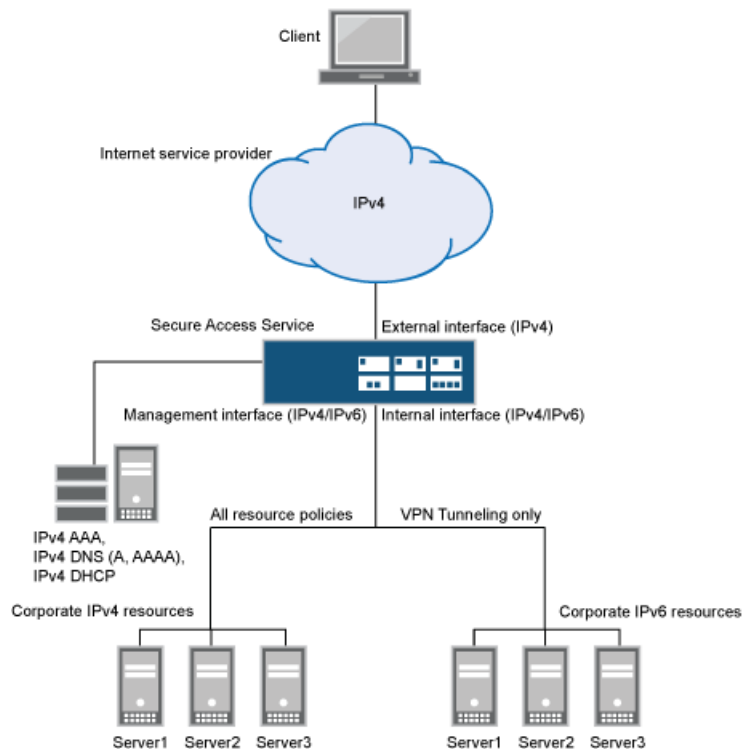 Client
Internet service provider
IPv4
Secure Access Service
External interface (IPv4)
Management interface (IPv4/IPv6)
Internal interface (IPv4/IPv6)
All resource policies
VPN Tunneling only
IPv4 AAA,
IPv4 DNS (A, AAAA),
IPv4 DHCP
Corporate IPv4 resources
Corporate IPv6 resources
Server1
Server2
Server3
Server1
Server2
Server3